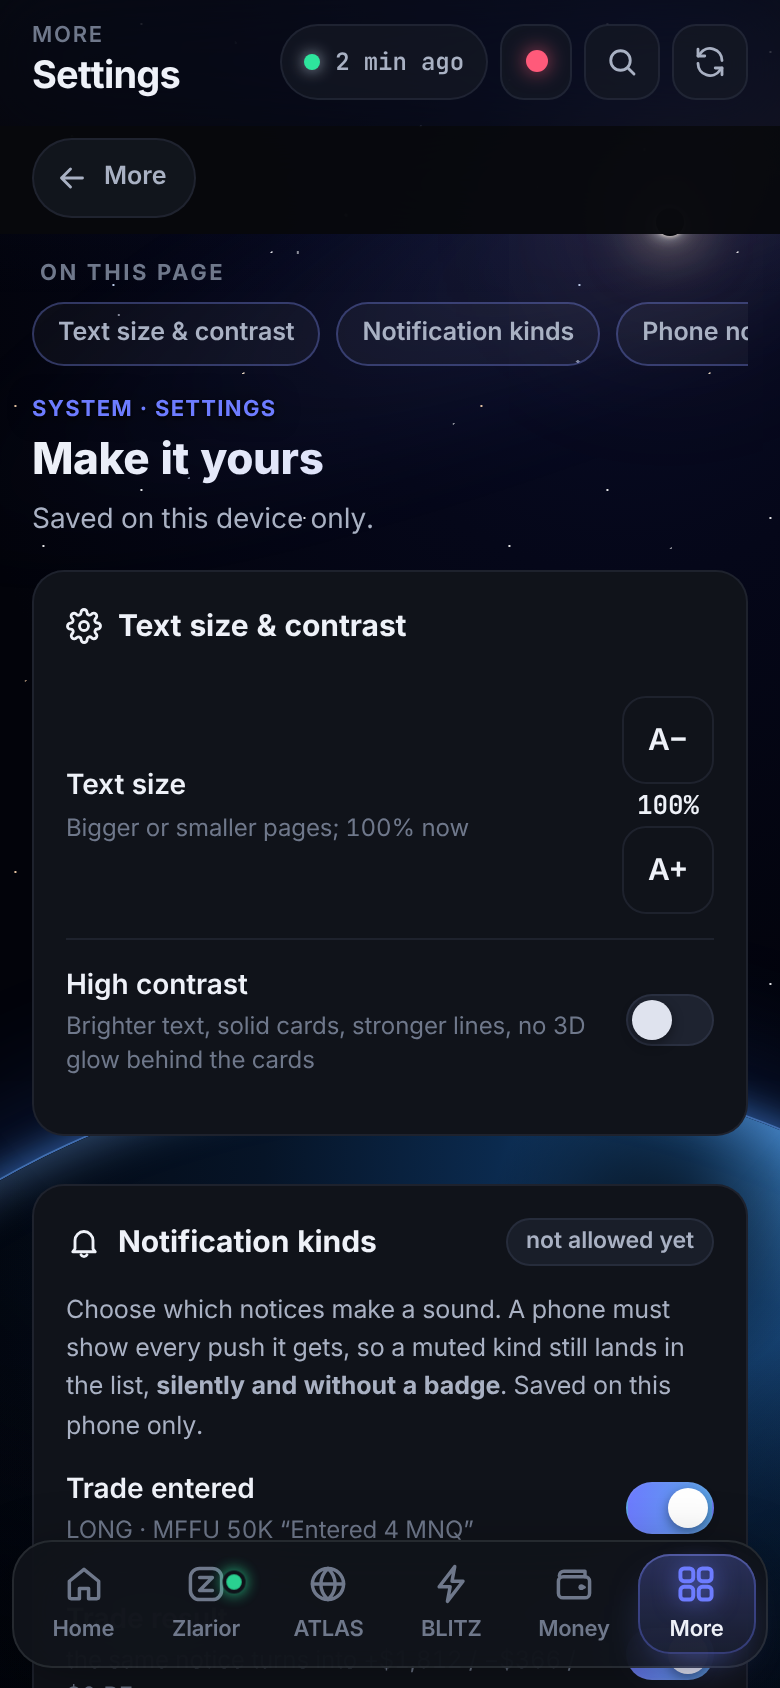 MORE
Settings
2 min ago
More
ON THIS PAGE
Text size & contrast
Notification kinds
Phone no
SYSTEM · SETTINGS
Make it yours
Saved on this device only.
Text size & contrast
A−
Text size
100%
Bigger or smaller pages; 100% now
A+
High contrast
Brighter text, solid cards, stronger lines, no 3D
glow behind the cards
Notification kinds
not allowed yet
Choose which notices make a sound. A phone must
show every push it gets, so a muted kind still lands in
the list, silently and without a badge. Saved on this
phone only.
Trade entered
LONG · MFFU 50K “Entered 4 MNQ”
Home
Zlarior
ATLAS
BLITZ
Money
More